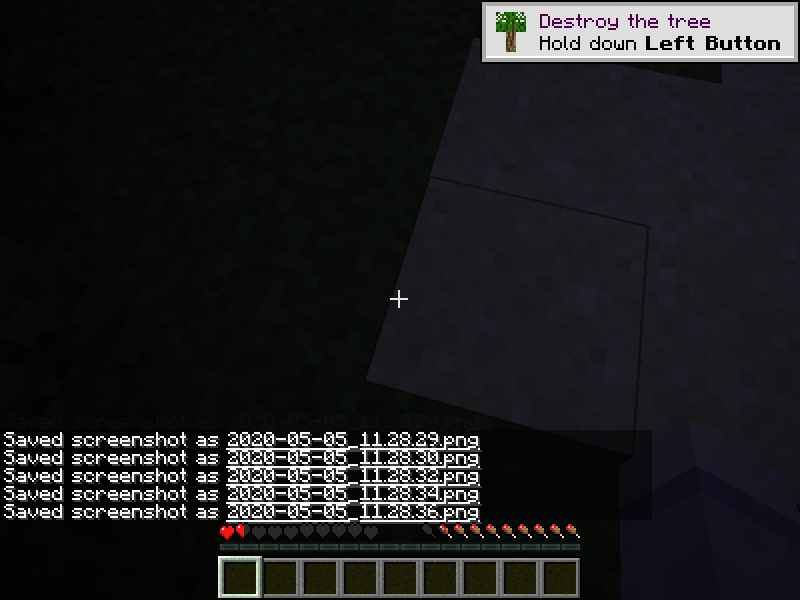 Destroy the tree
Hold down Left Button
Saved screenshot as 2020-05-05_11.28.29.png
Saved screenshot as 2020-05-05_11.28.30.png
Saved screenshot as 2020-05-05_11.28.32.png
Saved screenshot as 2020-05-05_11.28.34.png
Saved screenshot as 2020-05-05_11.28.36.png